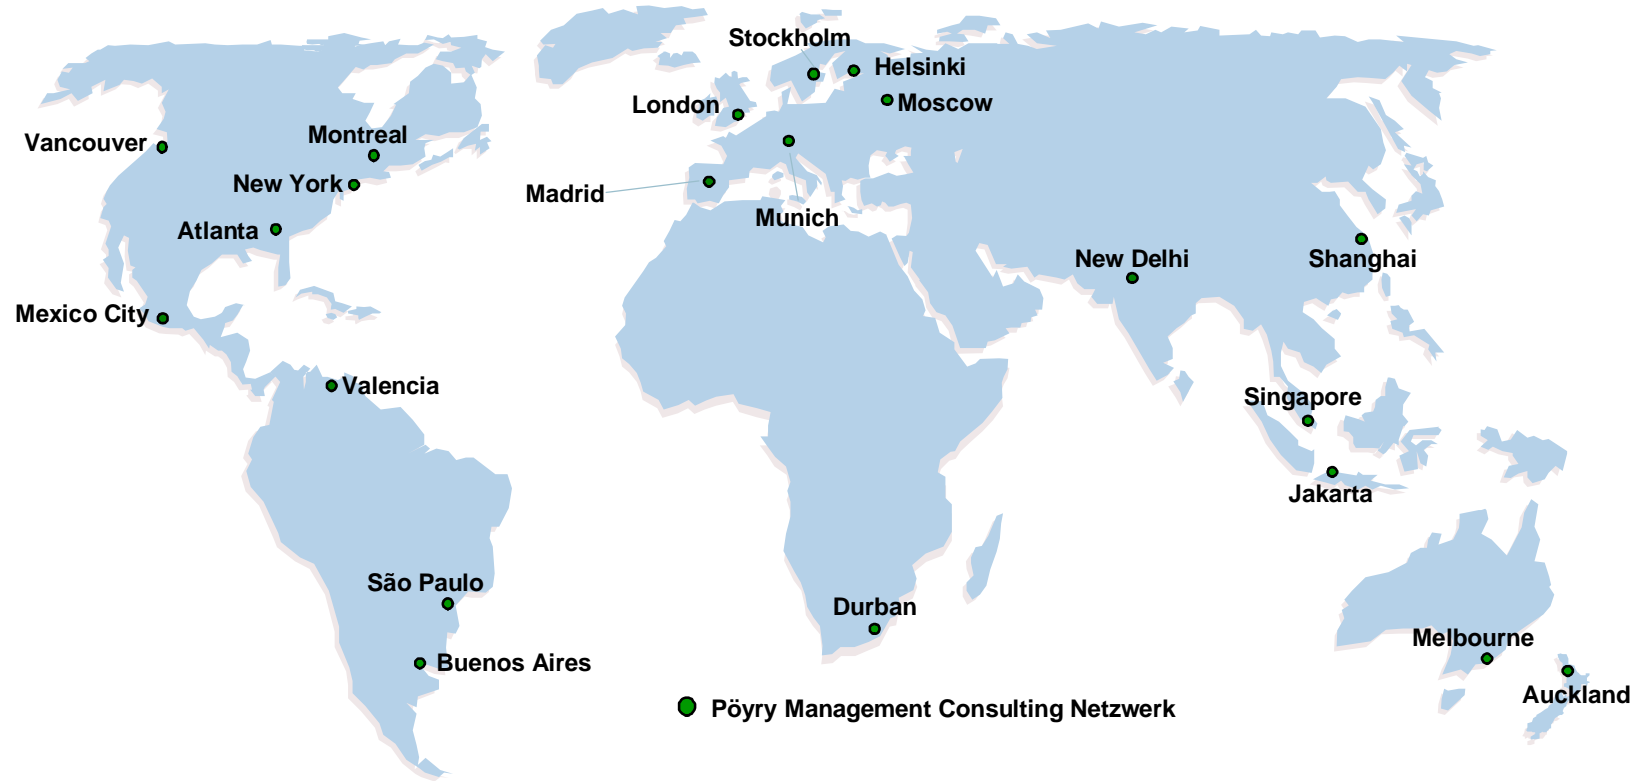 Stockholm
Helsinki
London
Moscow
Vancouver
Montreal
New York
Madrid
Munich
Atlanta
New Delhi
Shanghai
Mexico City
Valencia
Singapore
Jakarta
São Paulo
Durban
Melbourne
Buenos Aires
Auckland
Pöyry Management Consulting Netzwerk